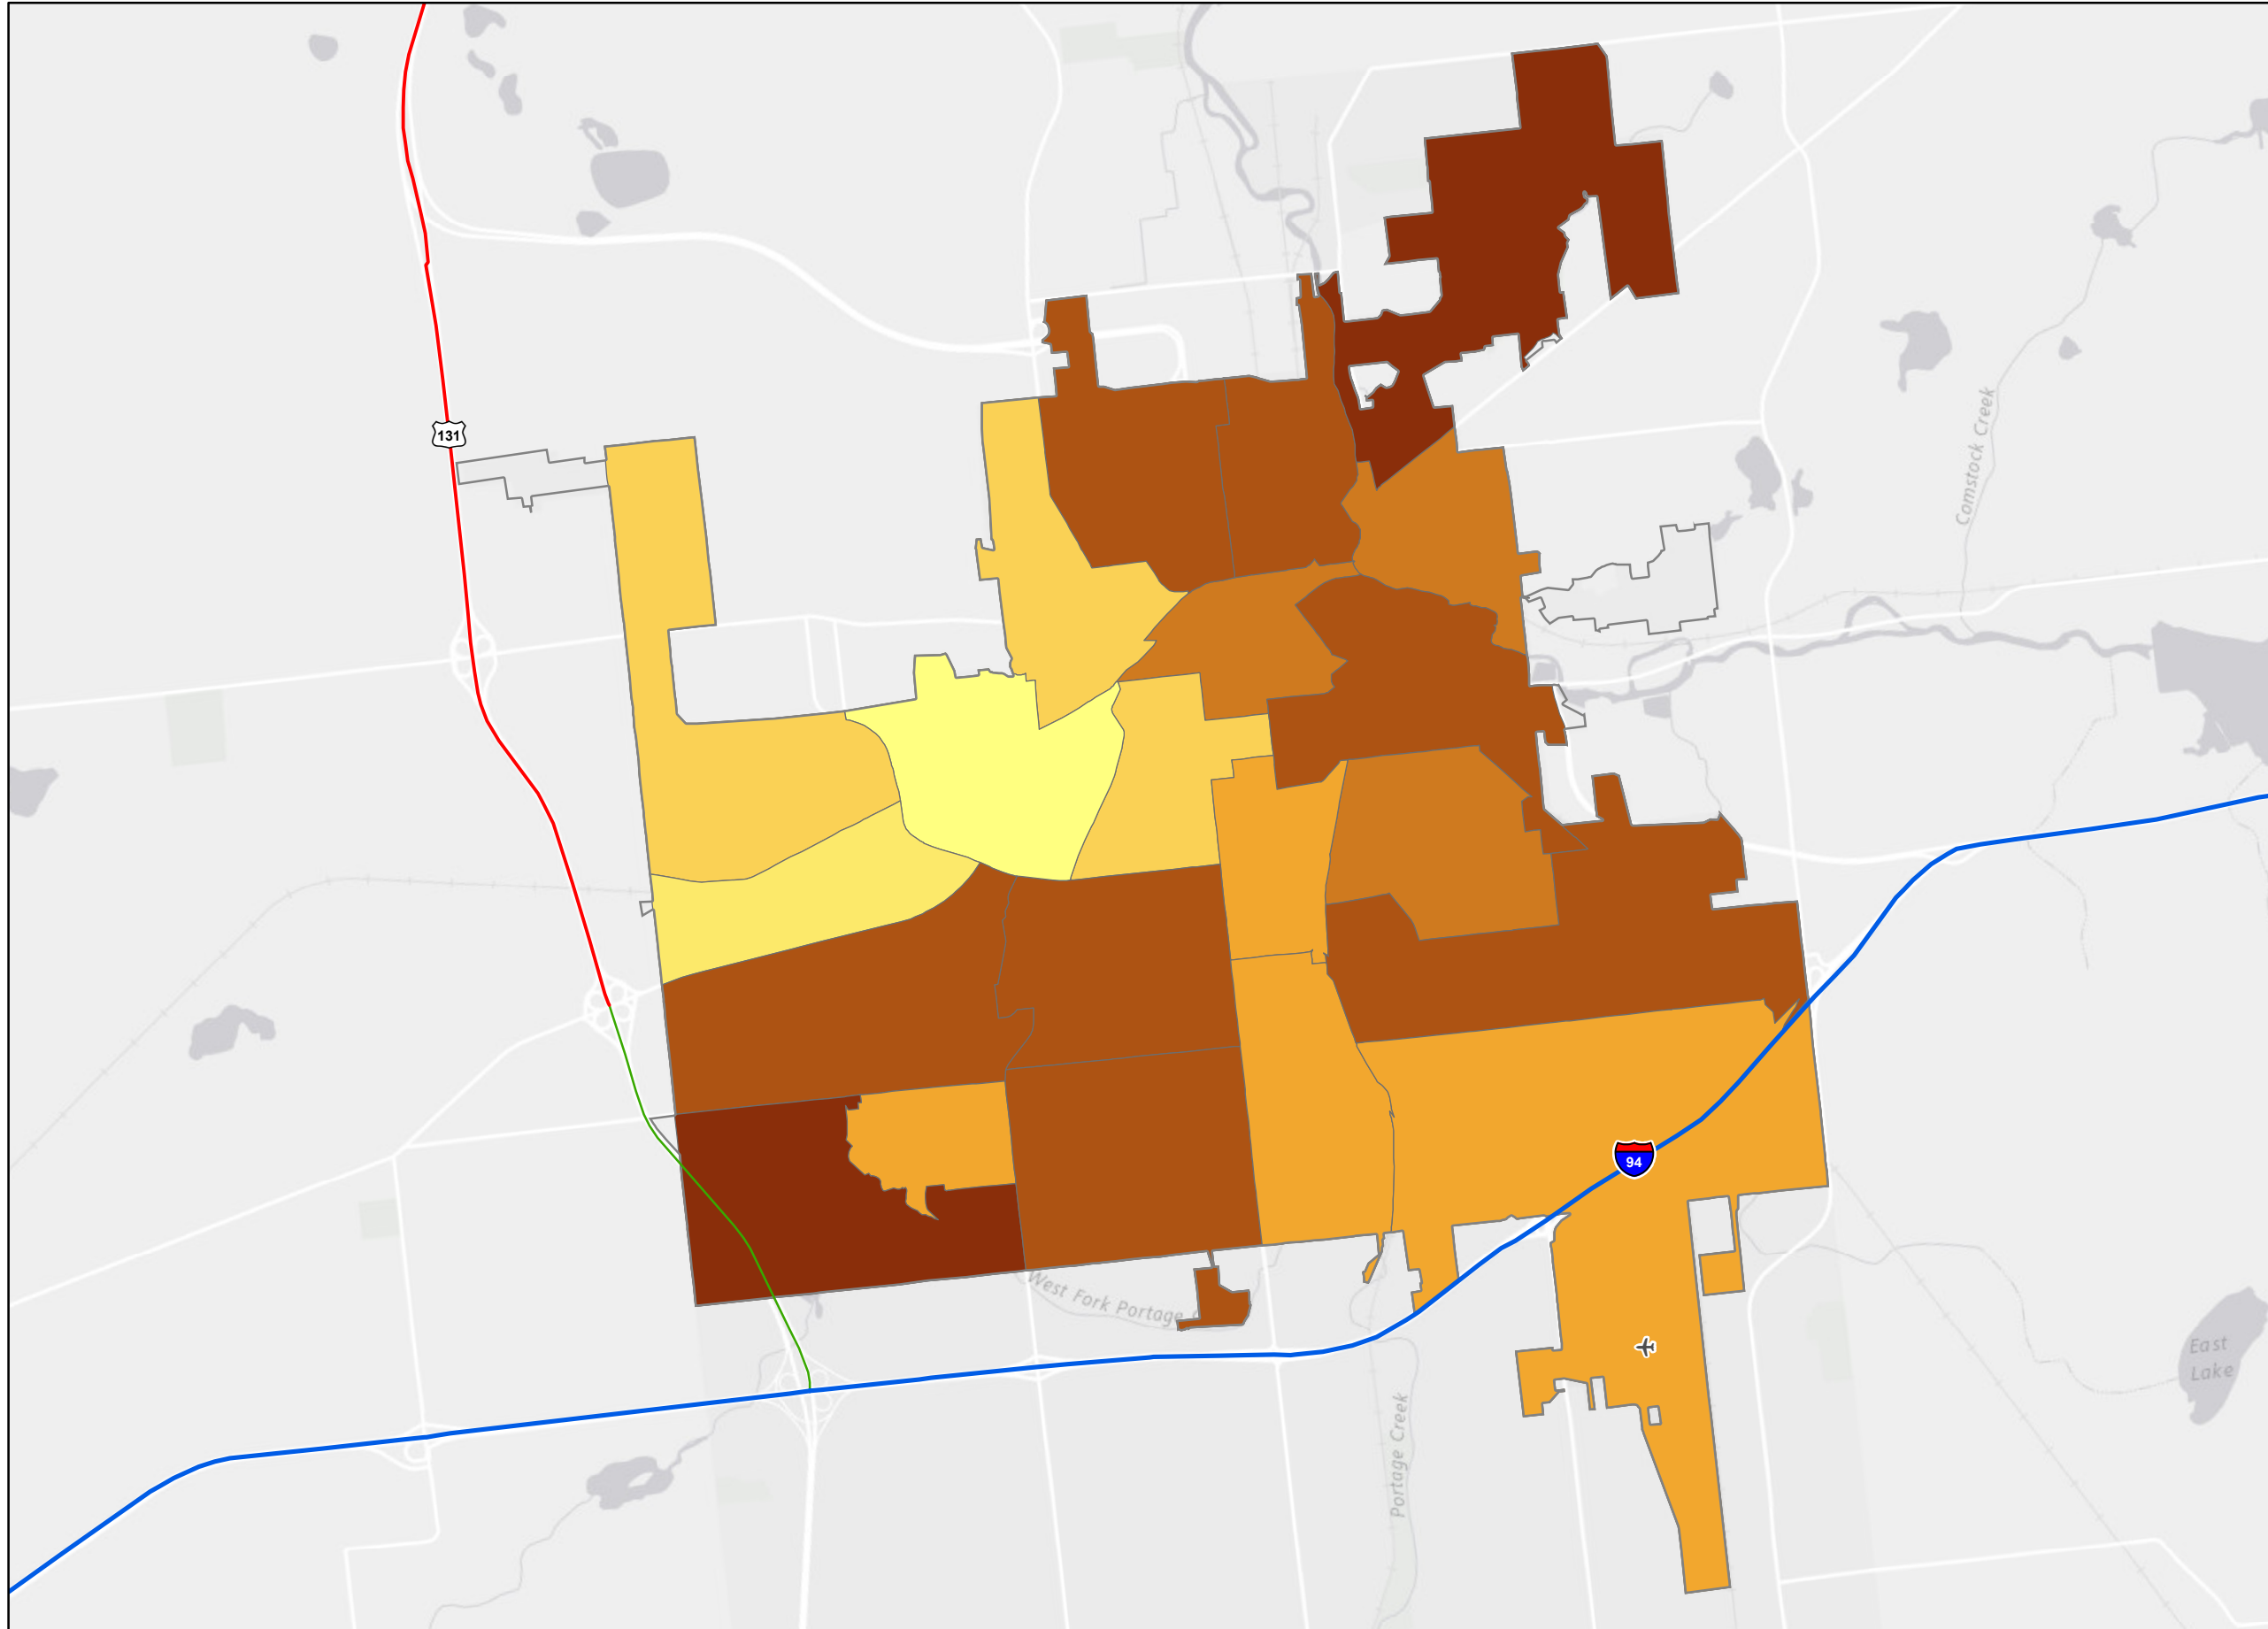 131
Comstock Creek
94
West Fork Portage
East
Lake
Portage Creek